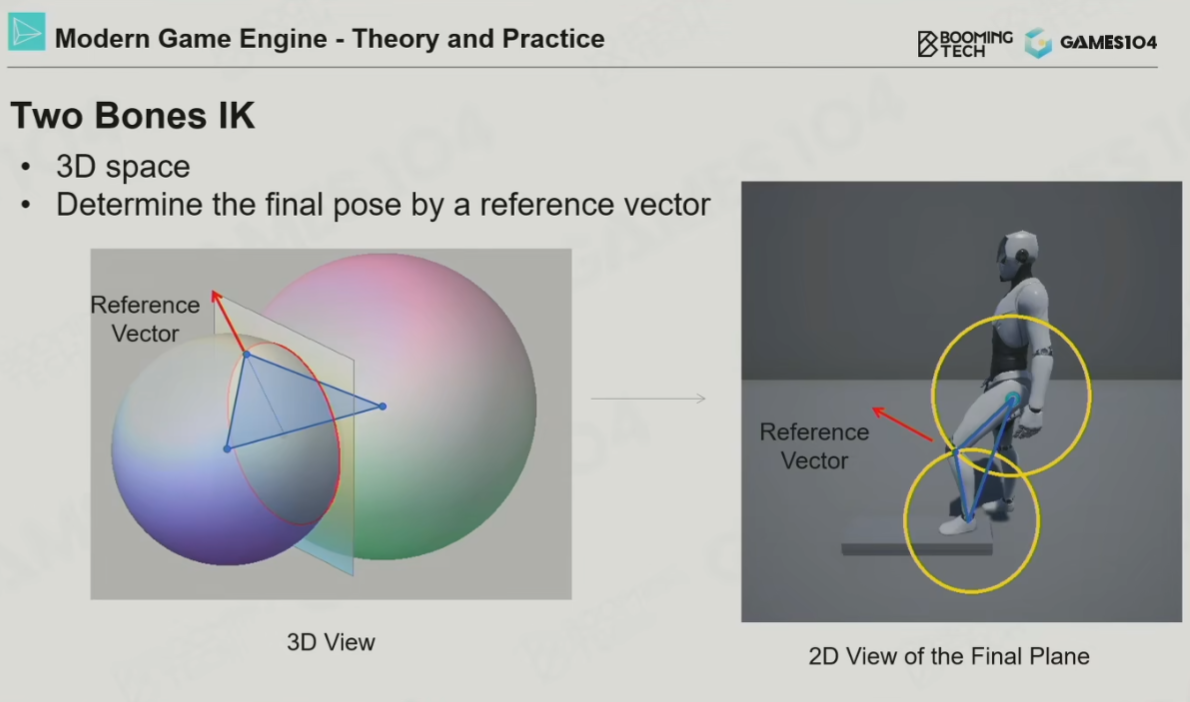 Modern Game Engine - Theory and Practice
BOOMING
TECH
GAMES104
Two Bones IK
• 3D space
• Determine the final pose by a reference vector
Reference
Vector
Reference
Vector
3D View
2D View of the Final Plane